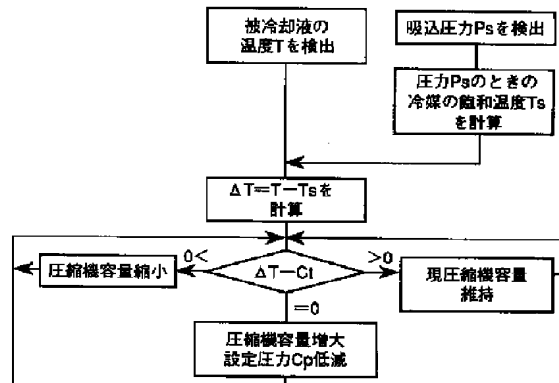 被冷却液の
温度Tを検出
吸込圧力Psを検出
圧力Psのときの
冷媒の飽和温度Ts
を計算
ΔT=T−Tsを
計算
0<
>0
圧縮機容量縮小
ΔT−Ct
現圧縮機容量
維持
=0
圧縮機容量増大
設定圧力Cp低減